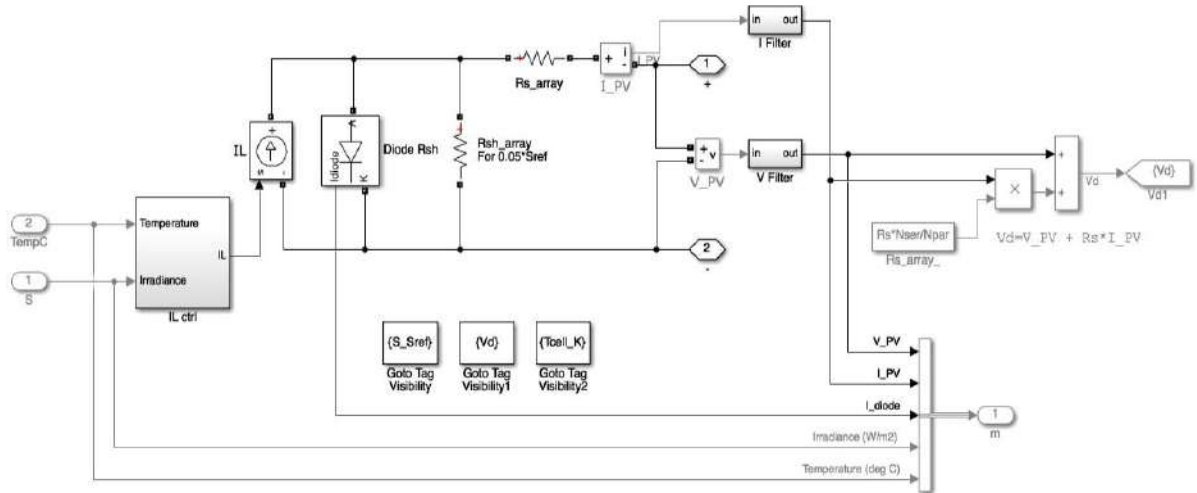 in out
I Filter
+ i -
I_PV
I_PV
Rs_array
1
+
IL
+
s
-
A
Idiode
K
Diode Rsh
Rsh_array
For 0.05*Sref
+
-
v
V_PV
in out
V Filter
+
+
Vd
{Vd}
Vd1
×
Rs*Nser/Npar
Rs_array_
Vd=V_PV + Rs*I_PV
2
TempC
Temperature
IL
Irradiance
IL ctrl
1
S
2
-
{S_Sref}
Goto Tag
Visibility
{Vd}
Goto Tag
Visibility1
{Tcell_K}
Goto Tag
Visibility2
V_PV
I_PV
I_diode
Irradiance (W/m2)
Temperature (deg C)
1
m